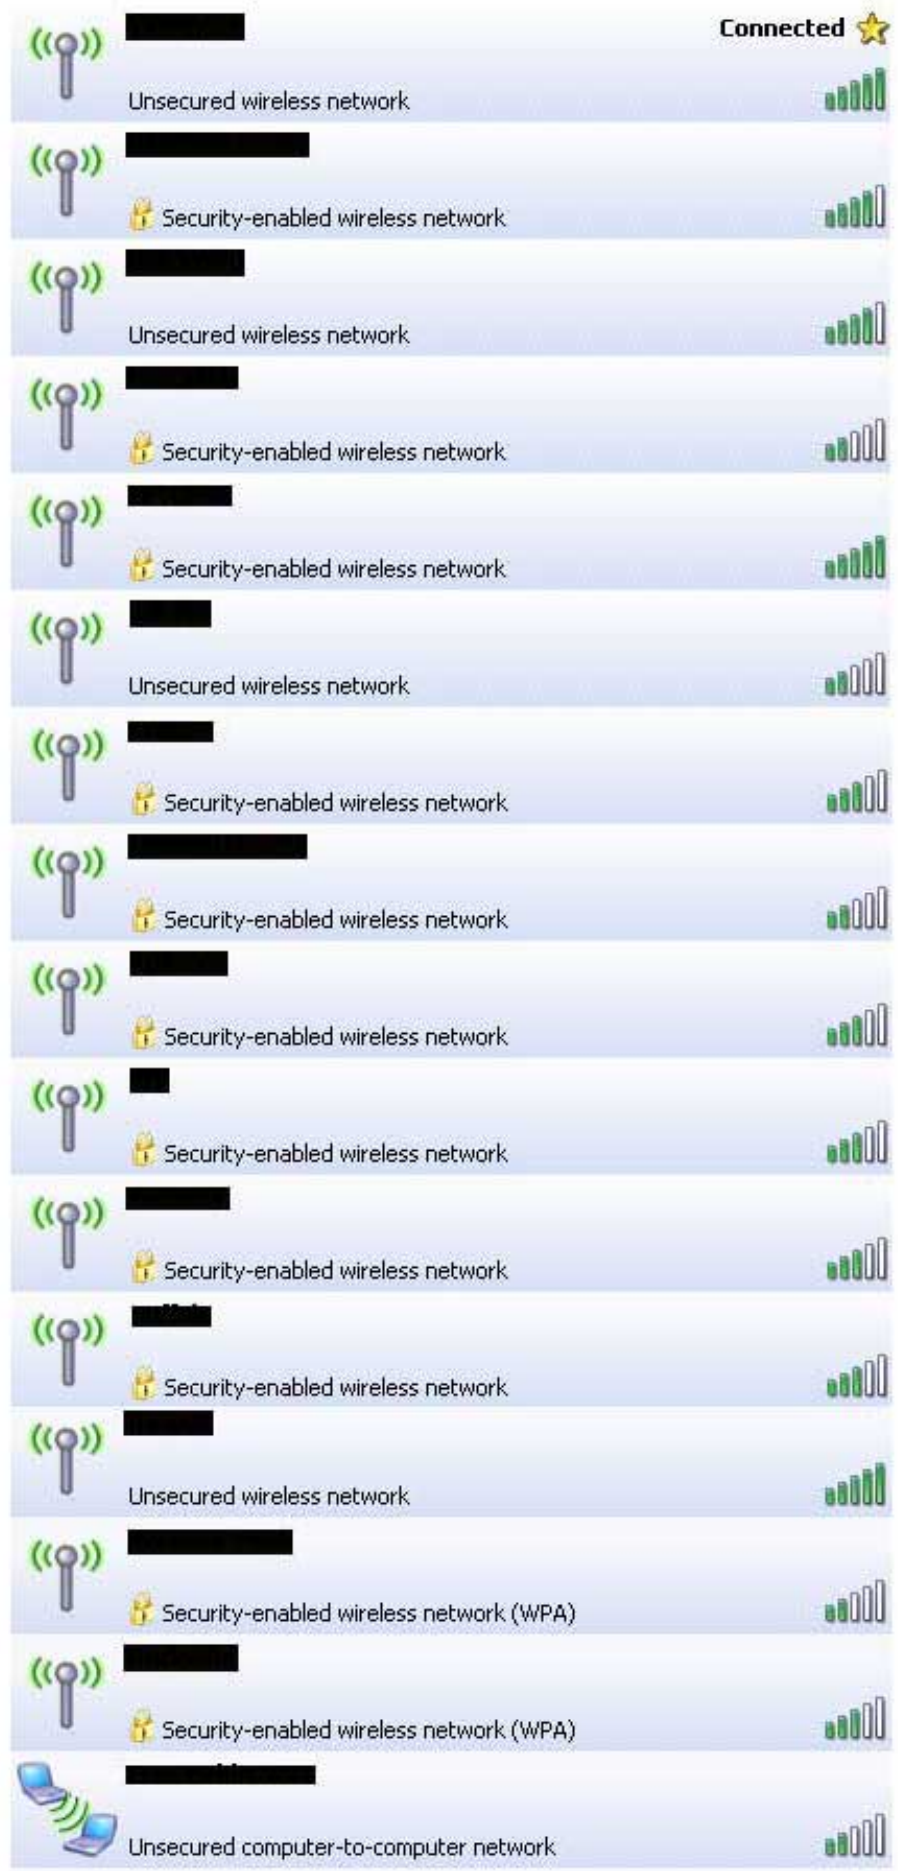 Connected
Unsecured wireless network
Security-enabled wireless network
Unsecured wireless network
Security-enabled wireless network
Security-enabled wireless network
Unsecured wireless network
Security-enabled wireless network
Security-enabled wireless network
Security-enabled wireless network
Security-enabled wireless network
Security-enabled wireless network
Security-enabled wireless network
Unsecured wireless network
Security-enabled wireless network (WPA)
Security-enabled wireless network (WPA)
Unsecured computer-to-computer network